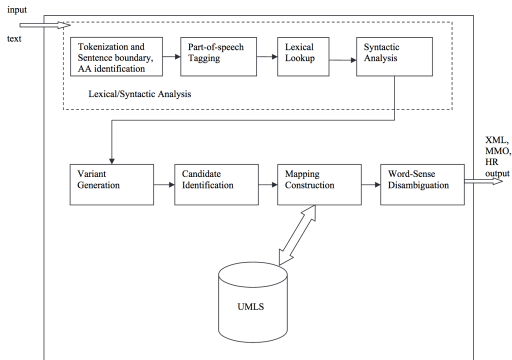 input
text
Tokenization and
Sentence boundary,
AA identification
Part-of-speech
Tagging
Lexical
Lookup
Syntactic
Analysis
Lexical/Syntactic Analysis
Variant
Generation
Candidate
Identification
Mapping
Construction
Word-Sense
Disambiguation
XML,
MMO,
HR
output
UMLS